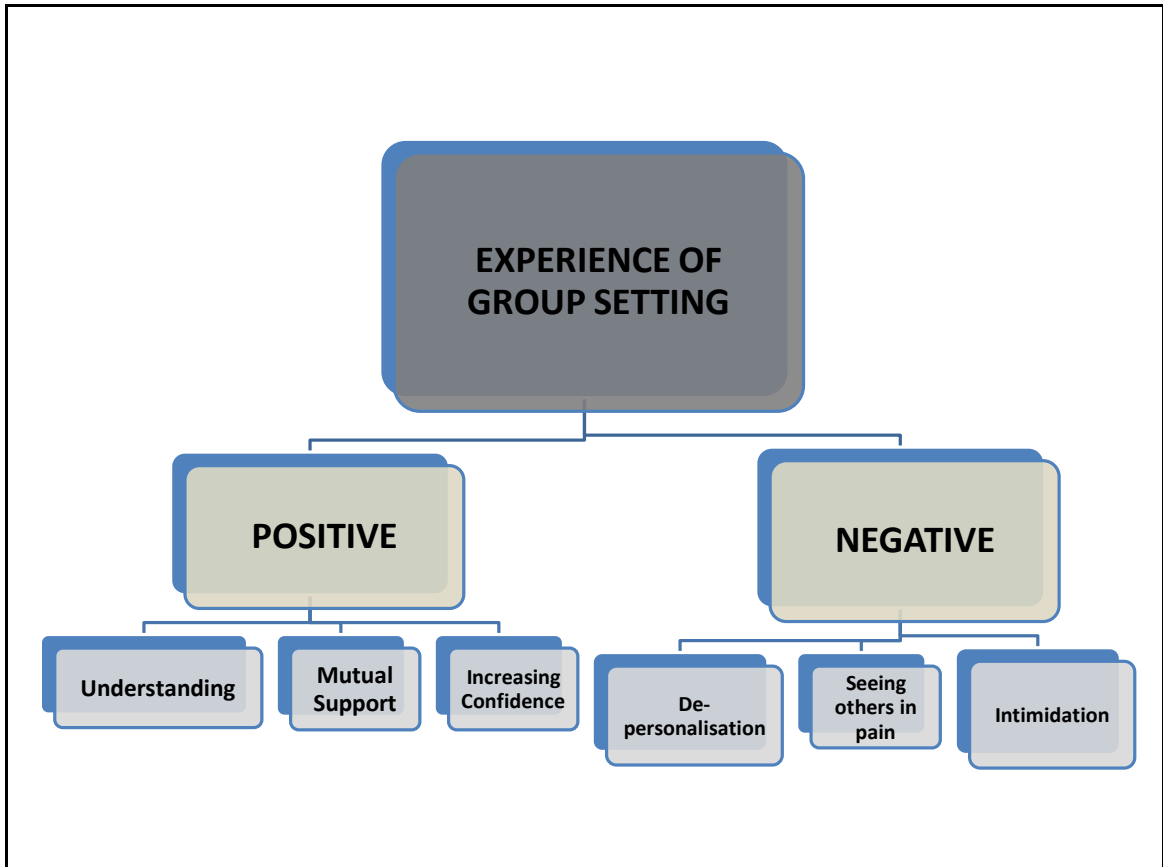 EXPERIENCE OF
GROUP SETTING
POSITIVE
NEGATIVE
Understanding
Mutual
Support
Increasing
Confidence
De-
personalisation
Seeing
others in
pain
Intimidation